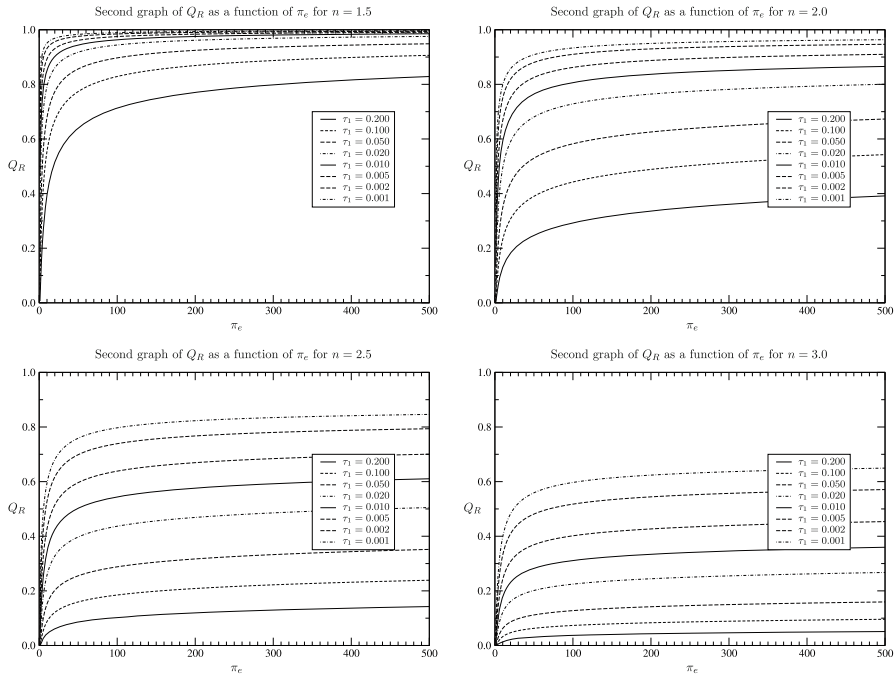 Second graph of Q_R as a function of π_e for n = 1.5
1.0
0.8
0.6
Q_R
0.4
0.2
0.0
0 100 200 300 400 500
π_e
τ_1 = 0.200
τ_1 = 0.100
τ_1 = 0.050
τ_1 = 0.020
τ_1 = 0.010
τ_1 = 0.005
τ_1 = 0.002
τ_1 = 0.001
Second graph of Q_R as a function of π_e for n = 2.0
1.0
0.8
0.6
Q_R
0.4
0.2
0.0
0 100 200 300 400 500
π_e
τ_1 = 0.200
τ_1 = 0.100
τ_1 = 0.050
τ_1 = 0.020
τ_1 = 0.010
τ_1 = 0.005
τ_1 = 0.002
τ_1 = 0.001
Second graph of Q_R as a function of π_e for n = 2.5
1.0
0.8
0.6
Q_R
0.4
0.2
0.0
0 100 200 300 400 500
π_e
τ_1 = 0.200
τ_1 = 0.100
τ_1 = 0.050
τ_1 = 0.020
τ_1 = 0.010
τ_1 = 0.005
τ_1 = 0.002
τ_1 = 0.001
Second graph of Q_R as a function of π_e for n = 3.0
1.0
0.8
0.6
Q_R
0.4
0.2
0.0
0 100 200 300 400 500
π_e
τ_1 = 0.200
τ_1 = 0.100
τ_1 = 0.050
τ_1 = 0.020
τ_1 = 0.010
τ_1 = 0.005
τ_1 = 0.002
τ_1 = 0.001